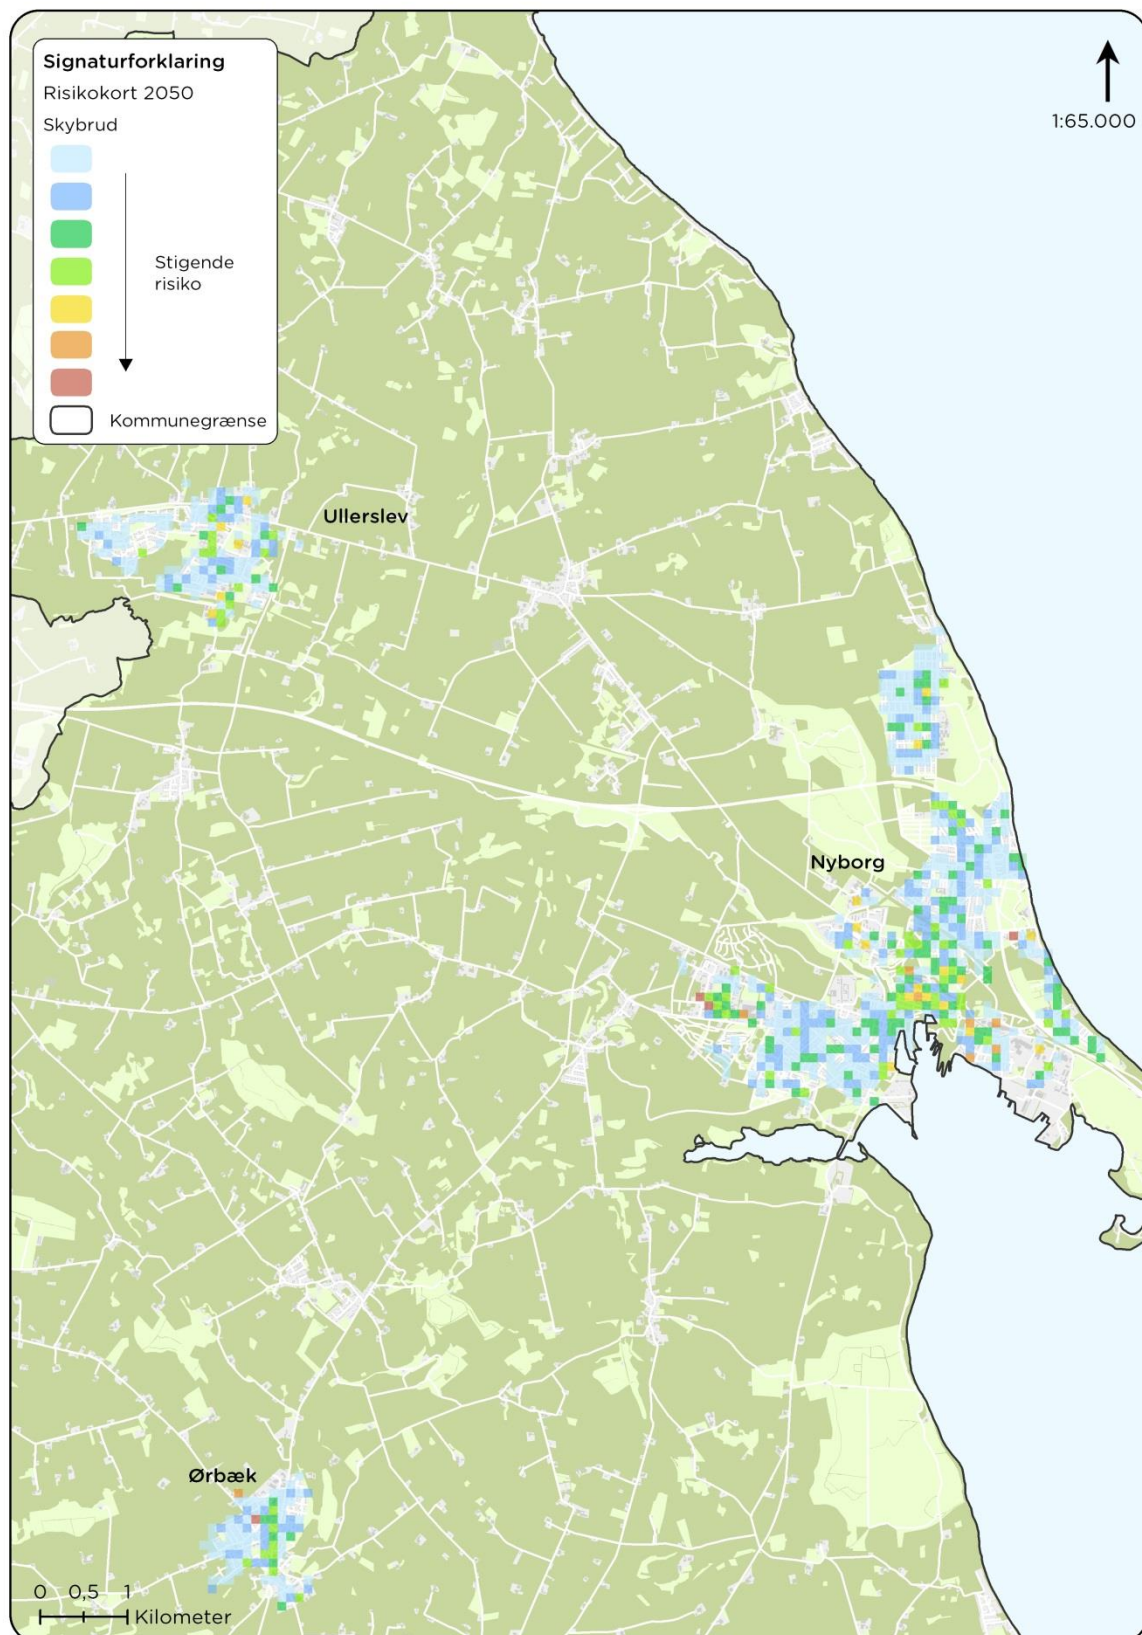 Signaturforklaring
Risikokort 2050
Skybrud
Stigende
risiko
Kommunegrænse
1:65.000
Ullerslev
Nyborg
Ørbæk
0 0,5 1
Kilometer